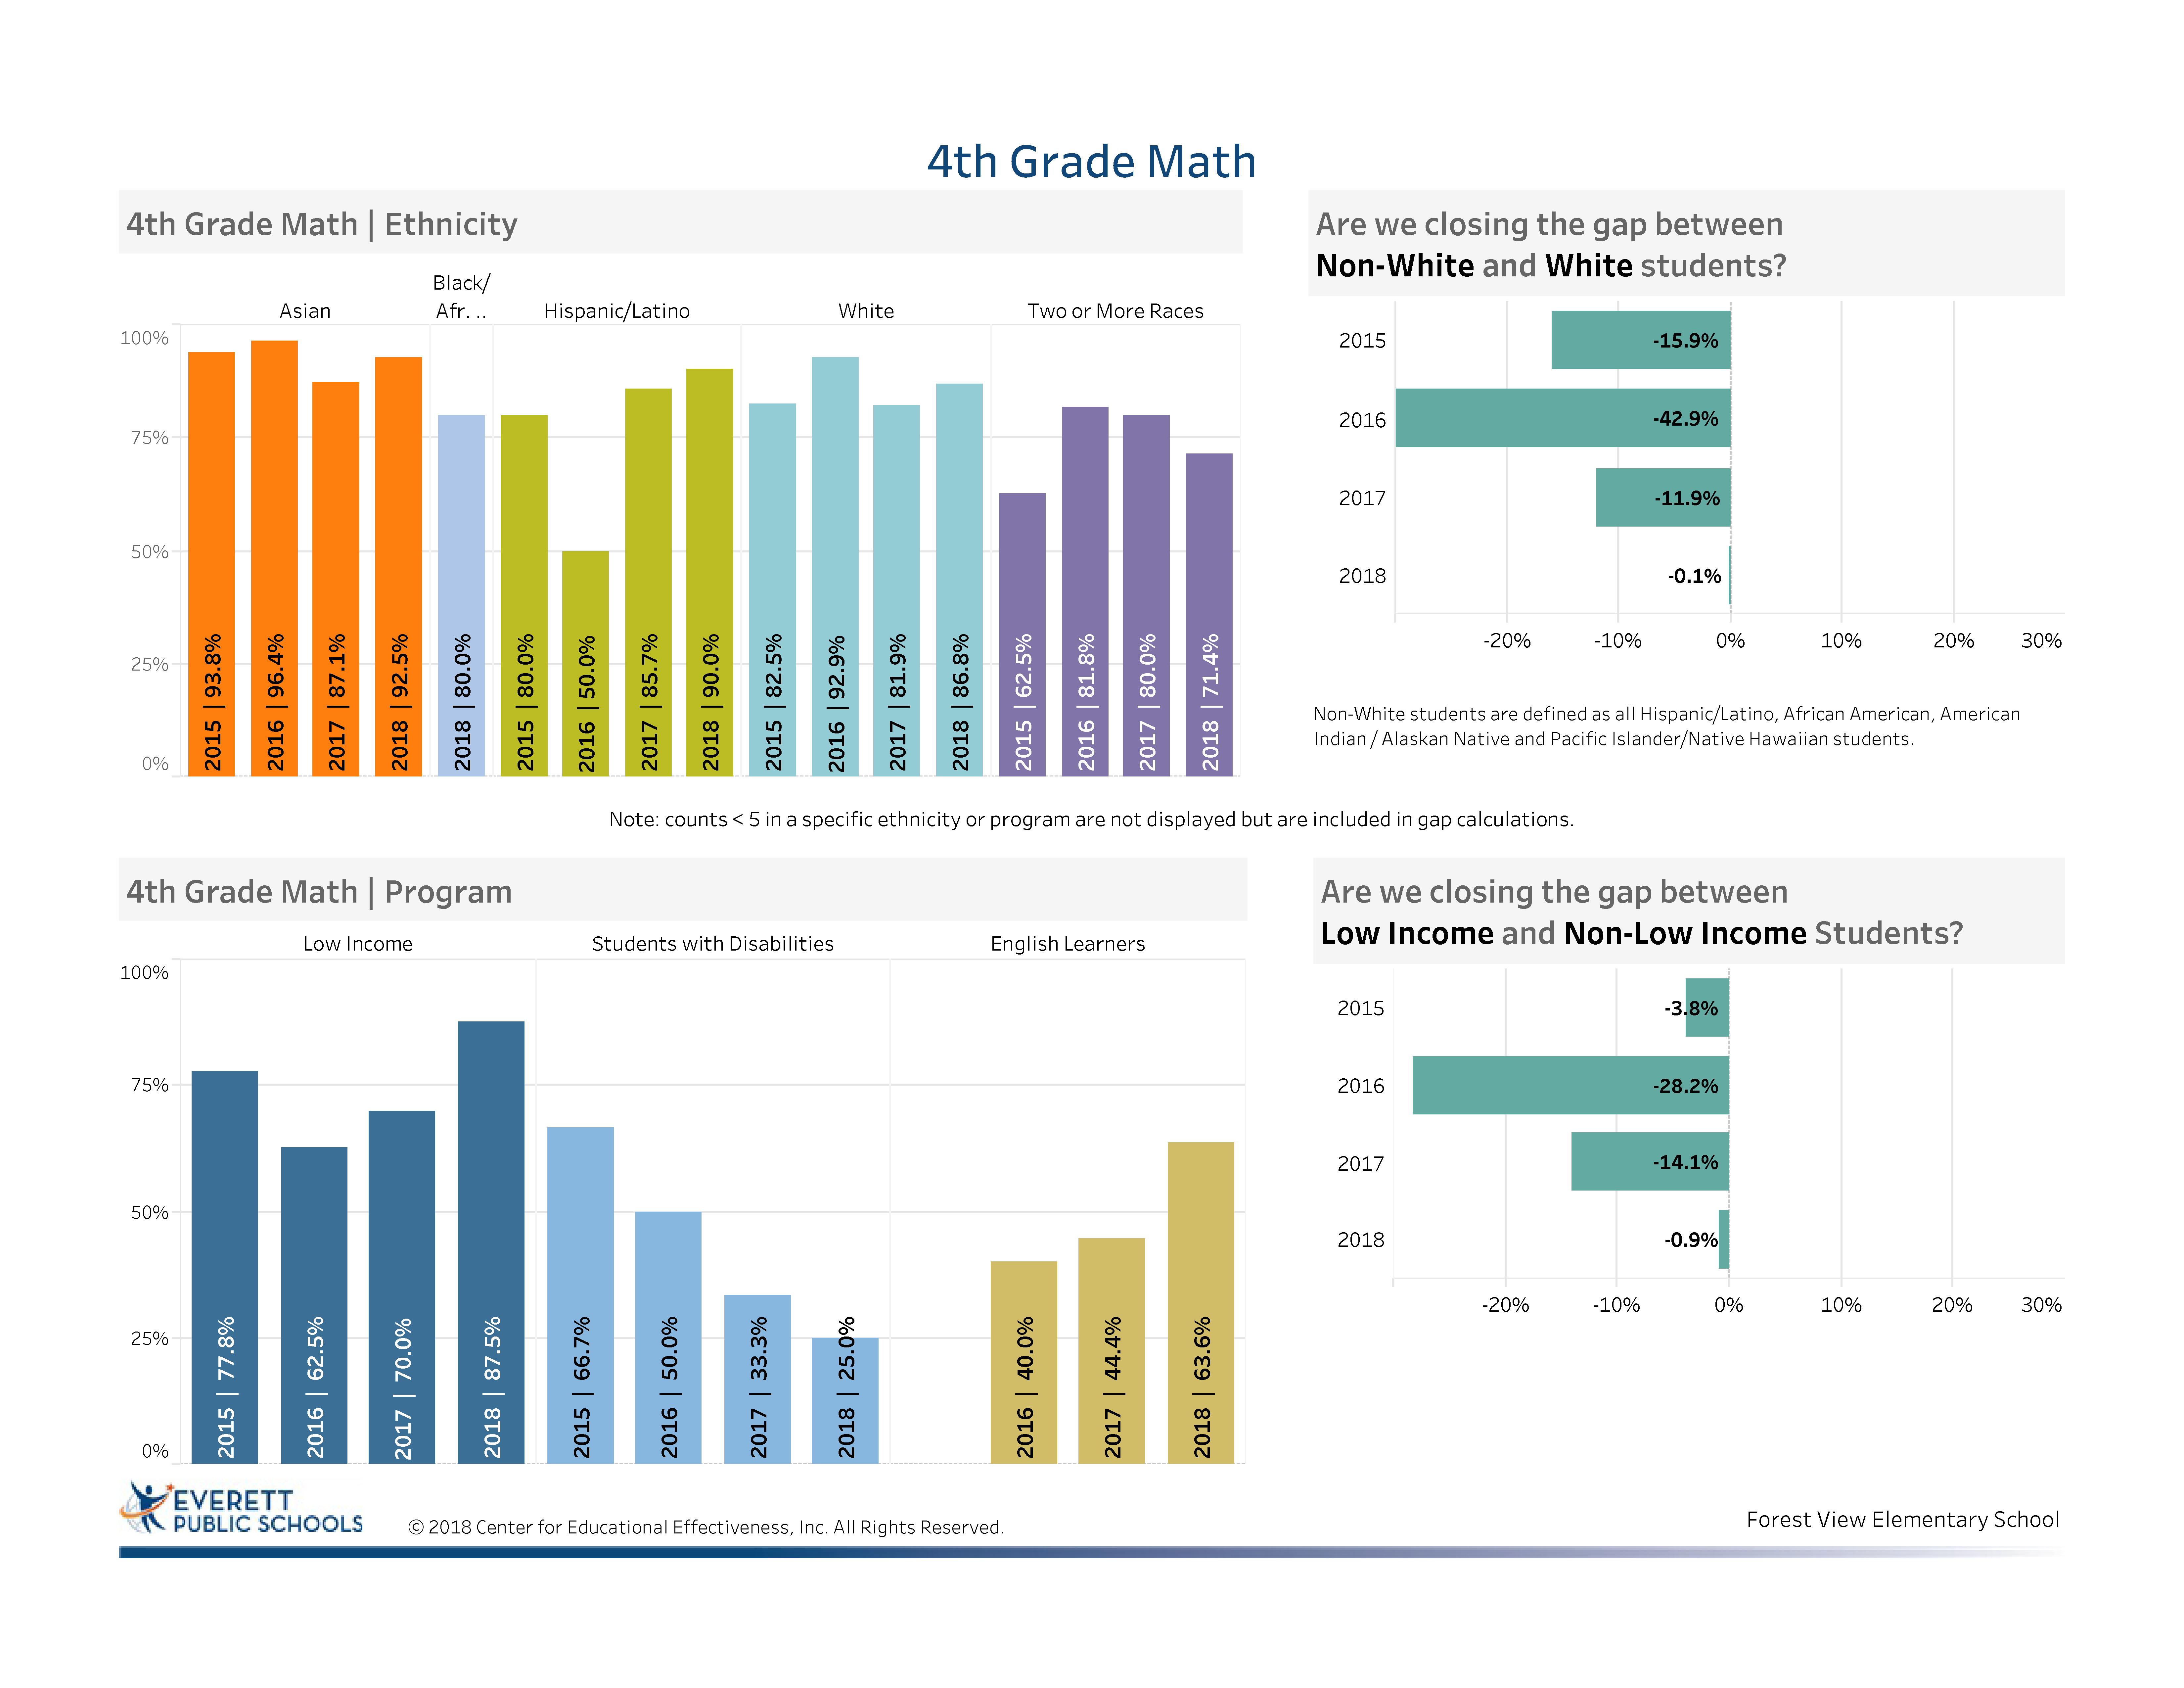 4th Grade Math
4th Grade Math | Ethnicity
Black/
Asian
Afr. ..
Hispanic/Latino
White
Two or More Races
100%
75%
50%
25%
0%
2015 | 93.8%
2016 | 96.4%
2017 | 87.1%
2018 | 92.5%
2018 | 80.0%
2015 | 80.0%
2016 | 50.0%
2017 | 85.7%
2018 | 90.0%
2015 | 82.5%
2016 | 92.9%
2017 | 81.9%
2018 | 86.8%
2015 | 62.5%
2016 | 81.8%
2017 | 80.0%
2018 | 71.4%
Are we closing the gap between
Non-White and White students?
2015 -15.9%
2016 -42.9%
2017 -11.9%
2018 -0.1%
-20% -10% 0% 10% 20% 30%
Non-White students are defined as all Hispanic/Latino, African American, American
Indian / Alaskan Native and Pacific Islander/Native Hawaiian students.
Note: counts < 5 in a specific ethnicity or program are not displayed but are included in gap calculations.
4th Grade Math | Program
Low Income
Students with Disabilities
English Learners
100%
75%
50%
25%
0%
2015 | 77.8%
2016 | 62.5%
2017 | 70.0%
2018 | 87.5%
2015 | 66.7%
2016 | 50.0%
2017 | 33.3%
2018 | 25.0%
2016 | 40.0%
2017 | 44.4%
2018 | 63.6%
Are we closing the gap between
Low Income and Non-Low Income Students?
2015 -3.8%
2016 -28.2%
2017 -14.1%
2018 -0.9%
-20% -10% 0% 10% 20% 30%
EVERETT
PUBLIC SCHOOLS
© 2018 Center for Educational Effectiveness, Inc. All Rights Reserved.
Forest View Elementary School